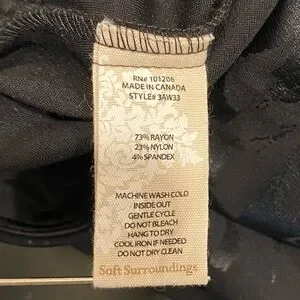 RN# 101206
MADE IN CANADA
STYLE# 3AW33
73% RAYON
23% NYLON
4% SPANDEX
MACHINE WASH COLD
INSIDE OUT
GENTLE CYCLE
DO NOT BLEACH
HANG TO DRY
COOL IRON IF NEEDED
DO NOT DRY CLEAN
Soft Surroundings